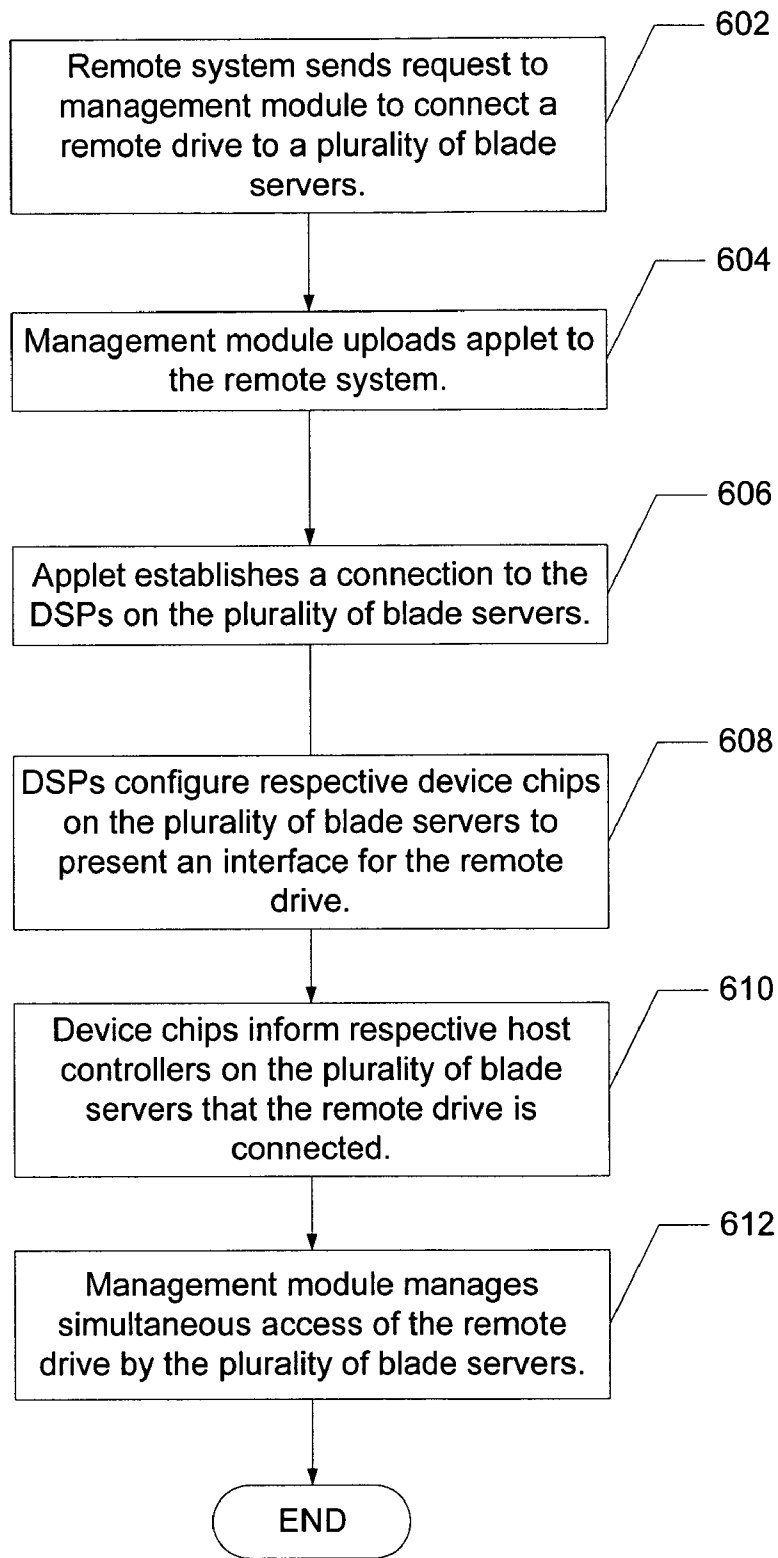 602
Remote system sends request to
management module to connect a
remote drive to a plurality of blade
servers.
604
Management module uploads applet to
the remote system.
606
Applet establishes a connection to the
DSPs on the plurality of blade servers.
608
DSPs configure respective device chips
on the plurality of blade servers to
present an interface for the remote
drive.
610
Device chips inform respective host
controllers on the plurality of blade
servers that the remote drive is
connected.
612
Management module manages
simultaneous access of the remote
drive by the plurality of blade servers.
END